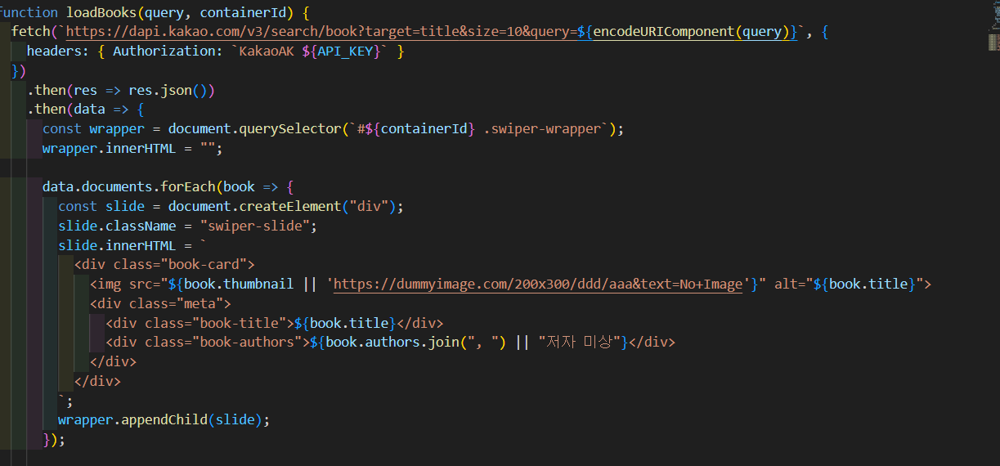 function loadBooks(query, containerId) {
fetch(`https://dapi.kakao.com/v3/search/book?target=title&size=10&query=${encodeURIComponent(query)}`, {
headers: { Authorization: `KakaoAK ${API_KEY}` }
})
.then(res => res.json())
.then(data => {
const wrapper = document.querySelector(`#${containerId} .swiper-wrapper`);
wrapper.innerHTML = "";
data.documents.forEach(book => {
const slide = document.createElement("div");
slide.className = "swiper-slide";
slide.innerHTML = `
<div class="book-card">
<img src="${book.thumbnail || 'https://dummyimage.com/200x300/ddd/aaa&text=No+Image'}" alt="${book.title}">
<div class="meta">
<div class="book-title">${book.title}</div>
<div class="book-authors">${book.authors.join(", ") || "저자 미상"}</div>
</div>
</div>
`;
wrapper.appendChild(slide);
});